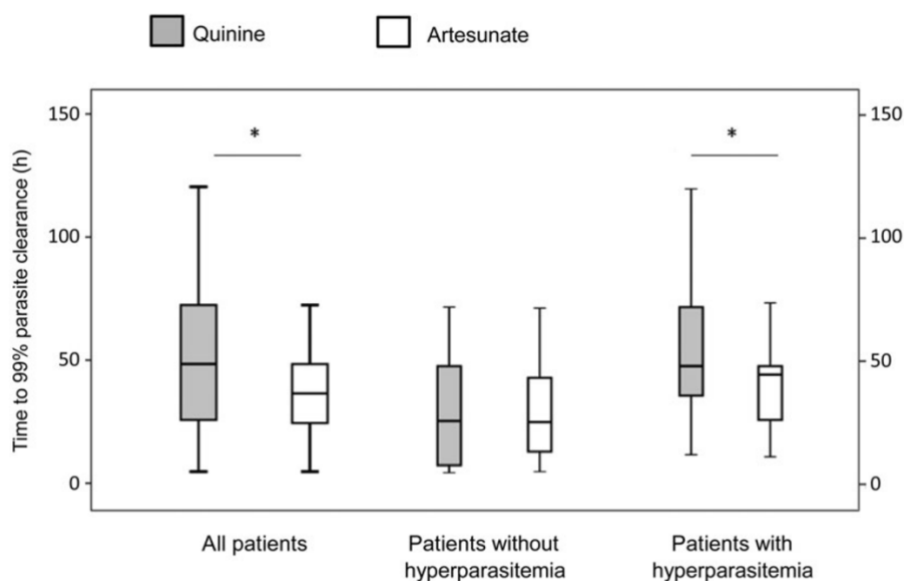 Quinine
Artesunate
Time to 99% parasite clearance (h)
150
100
50
0
*
*
150
100
50
0
All patients
Patients without
hyperparasitemia
Patients with
hyperparasitemia